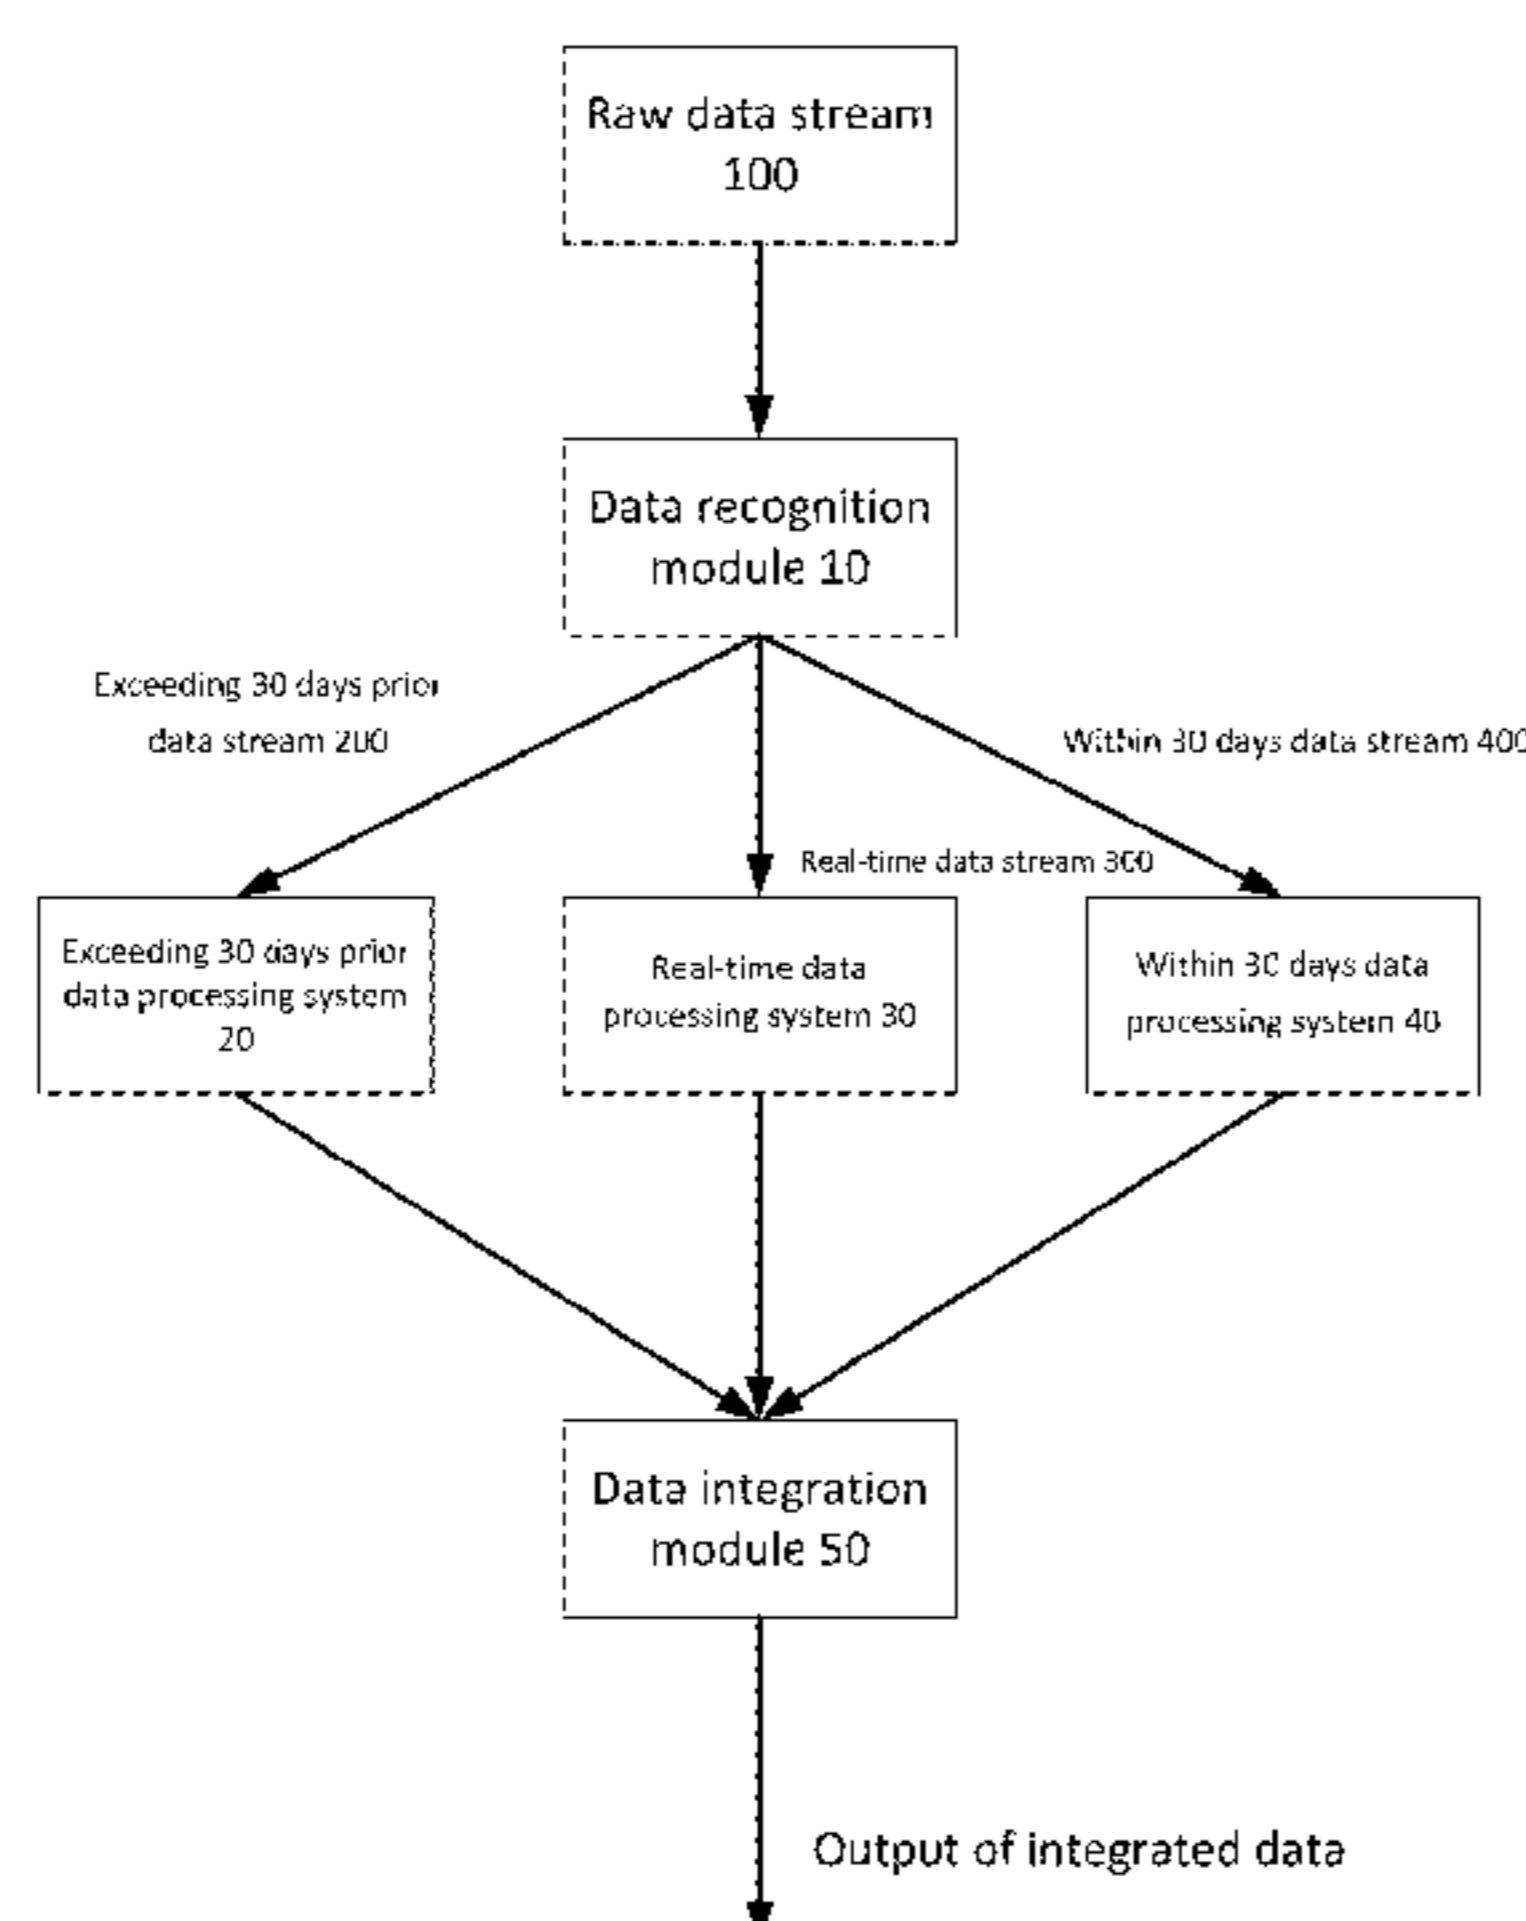 Raw data stream
100
Data recognition
module 10
Exceeding 30 days prior
data stream 200
Within 30 days data stream 400
Real-time data stream 300
Exceeding 30 days prior
data processing system
20
Real-time data
processing system 30
Within 30 days data
processing system 40
Data integration
module 50
Output of integrated data